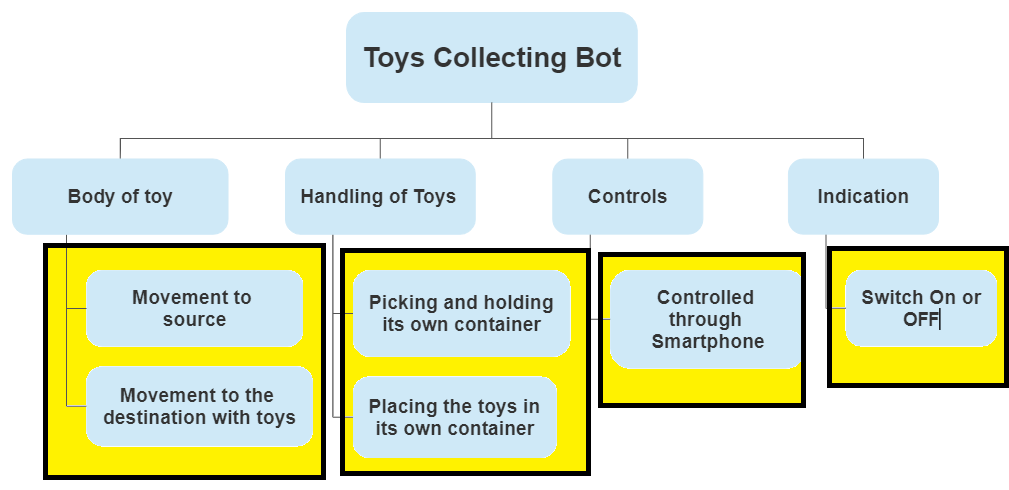 Toys Collecting Bot
Body of toy
Handling of Toys
Controls
Indication
Movement to
source
Movement to the
destination with toys
Picking and holding
its own container
Placing the toys in
its own container
Controlled
through
Smartphone
Switch On or
OFF